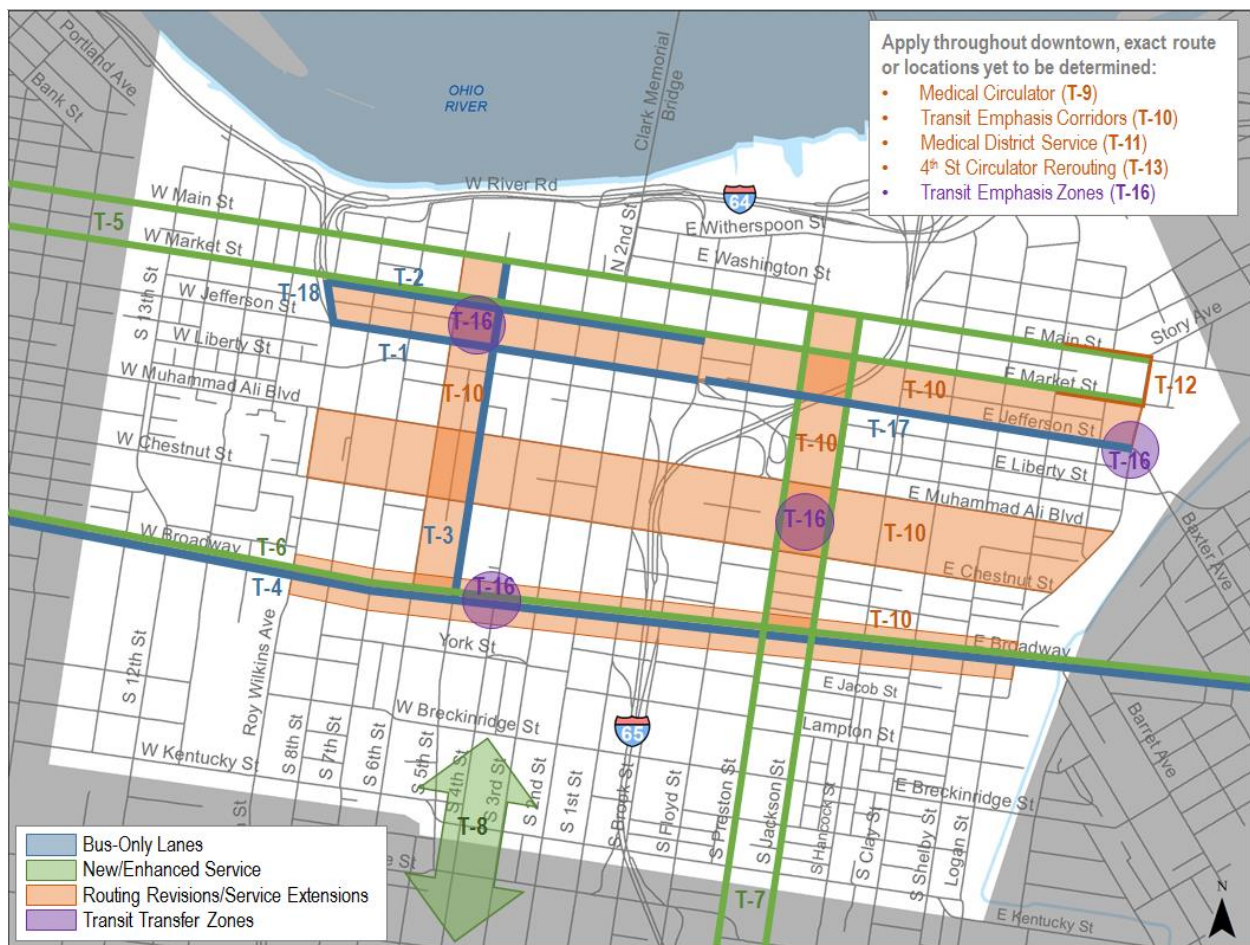 Portland Ave
Bank St
OHIO
RIVER
Clark Memorial
Bridge
Apply throughout downtown, exact route
or locations yet to be determined:
• Medical Circulator (T-9)
• Transit Emphasis Corridors (T-10)
• Medical District Service (T-11)
• 4th St Circulator Rerouting (T-13)
• Transit Emphasis Zones (T-16)
W River Rd
64
W Main St
T-5
W Market St
N 2nd St
E Witherspoon St
E Washington St
S 13th St
W Jefferson St
T-18
T-2
T-16
W Liberty St
T-1
E Main St
Story Ave
E Market St
T-12
W Muhammad Ali Blvd
T-10
T-10
E Jefferson St
T-17
T-10
T-16
E Liberty St
W Chestnut St
E Muhammad Ali Blvd
T-16
T-10
Baxter Ave
W Broadway
T-6
T-3
E Chestnut St
T-4
T-16
T-10
E Broadway
York St
S 12th St
Roy Wilkins Ave
E Jacob St
W Breckinridge St
65
Lampton St
Barret Ave
W Kentucky St
S 8th St
S 7th St
S 6th St
S 5th St
S 4th St
S 3rd St
S 2nd St
S 1st St
S Brook St
S Floyd St
S Preston St
S Jackson St
S Hancock St
S Clay St
S Shelby St
Logan St
E Breckinridge St
T-8
T-7
St
St
E Kentucky St
N
Bus-Only Lanes
New/Enhanced Service
Routing Revisions/Service Extensions
Transit Transfer Zones